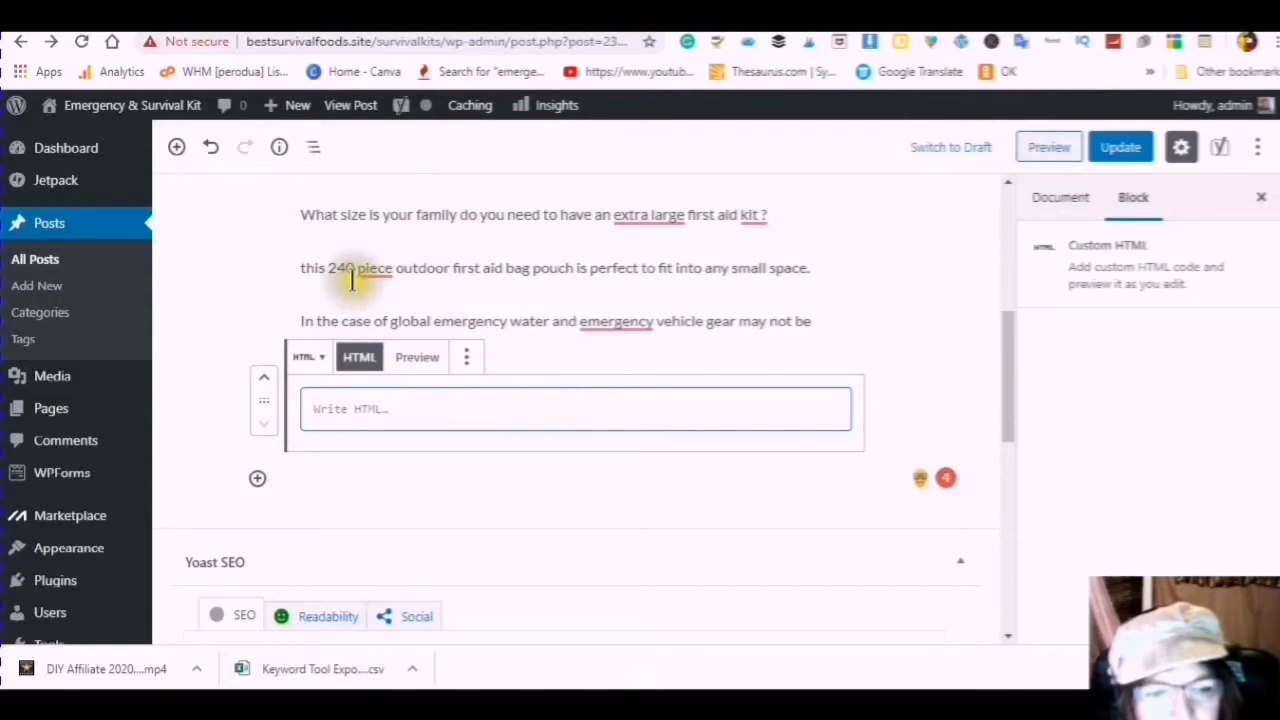 Not secure bestsurvivalfoods.site/survivalkits/wp-admin/post.php?post=23...
Apps Analytics WHM [perodua] Lis... Home - Canva Search for "emerge... https://www.youtub... Thesaurus.com | Sy... Google Translate OK » Other bookmark
Emergency & Survival Kit 0 New View Post Caching Insights Howdy, admin
Dashboard
Jetpack
Posts
All Posts
Add New
Categories
Tags
Media
Pages
Comments
WPForms
Marketplace
Appearance
Plugins
Users
Tools
Switch to Draft Preview Update
What size is your family do you need to have an extra large first aid kit ?
this 240 piece outdoor first aid bag pouch is perfect to fit into any small space.
In the case of global emergency water and emergency vehicle gear may not be
HTML HTML Preview
Write HTML...
4
Yoast SEO
SEO Readability Social
Document Block
HTML Custom HTML
Add custom HTML code and
preview it as you edit.
DIY Affiliate 2020....mp4 Keyword Tool Expo....csv